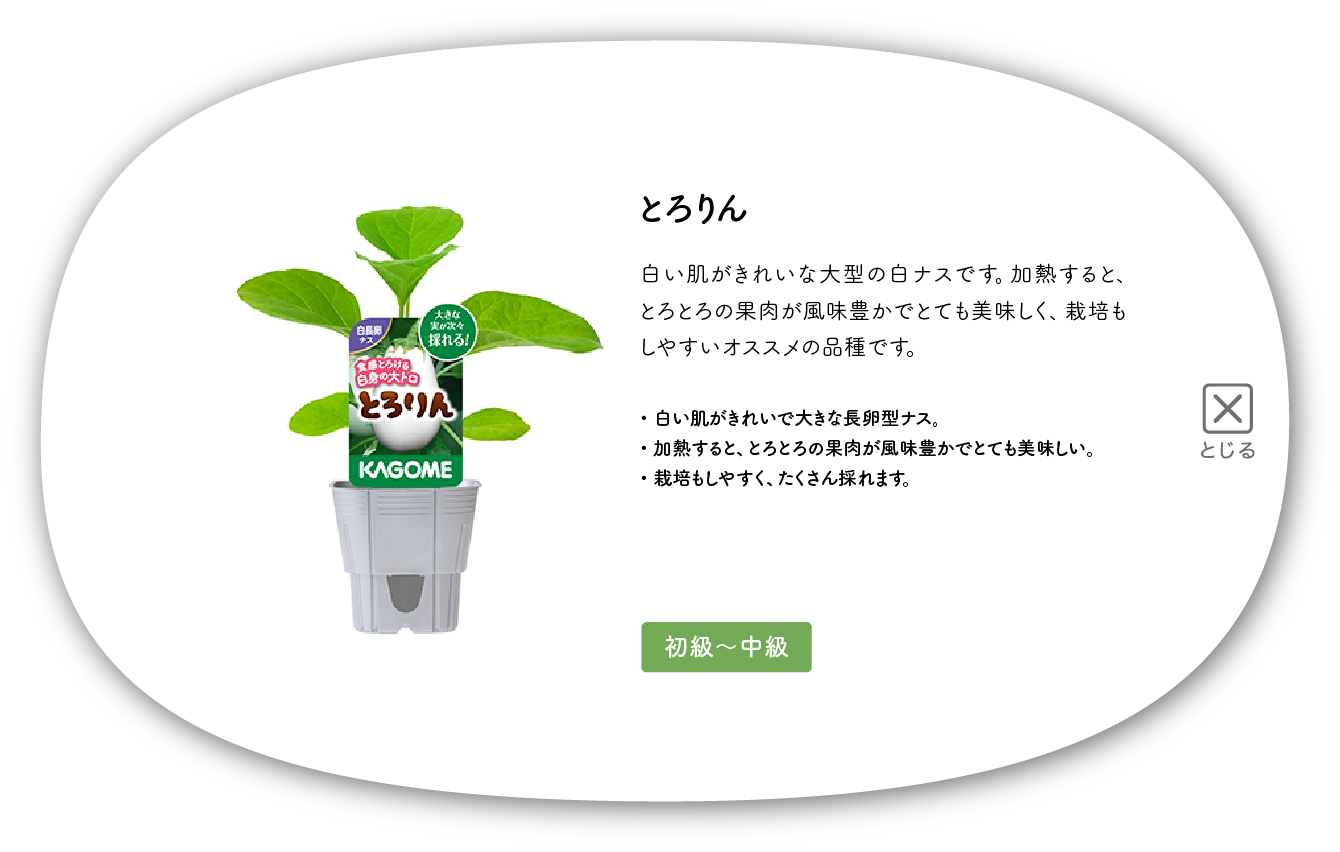 とろりん
白い肌がきれいな大型の白ナスです。加熱すると、
とろとろの果肉が風味豊かでとても美味しく、栽培も
しやすいオススメの品種です。
・白い肌がきれいで大きな長卵型ナス。
・加熱すると、とろとろの果肉が風味豊かでとても美味しい。
・栽培もしやすく、たくさん採れます。
初級～中級
大きな
実が次々
採れる!
白長卵
ナス
食感とろける
白身の大トロ
とろりん
KAGOME
とじる